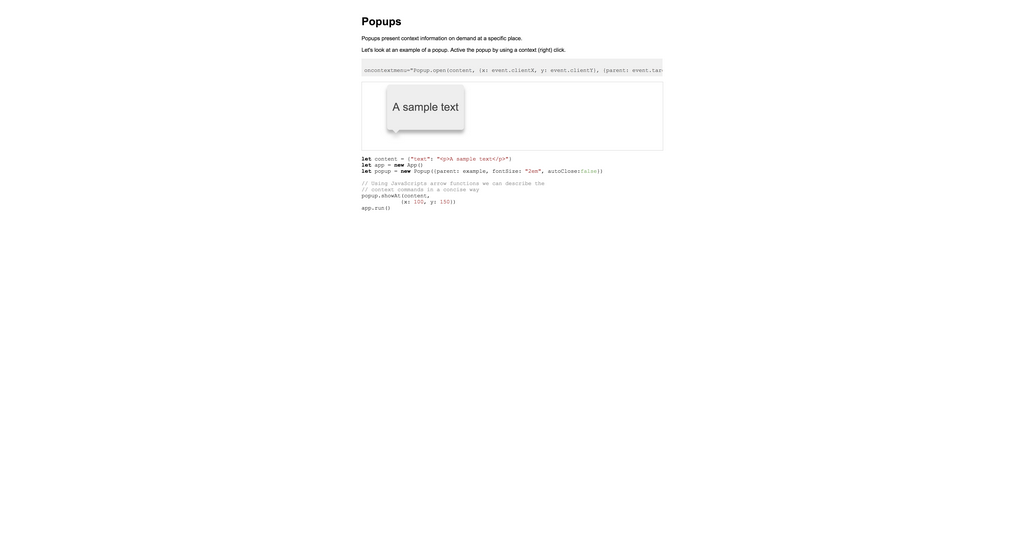 Popups
Popups present context information on demand at a specific place.
Let's look at an example of a popup. Active the popup by using a context (right) click.
oncontextmenu="Popup.open(content, {x: event.clientX, y: event.clientY}, {parent: event.tar
A sample text
let content = {"text": "<p>A sample text</p>"}
let app = new App()
let popup = new Popup({parent: example, fontSize: "2em", autoClose:false})
// Using JavaScripts arrow functions we can describe the
// context commands in a concise way
popup.showAt(content,
{x: 100, y: 150})
app.run()